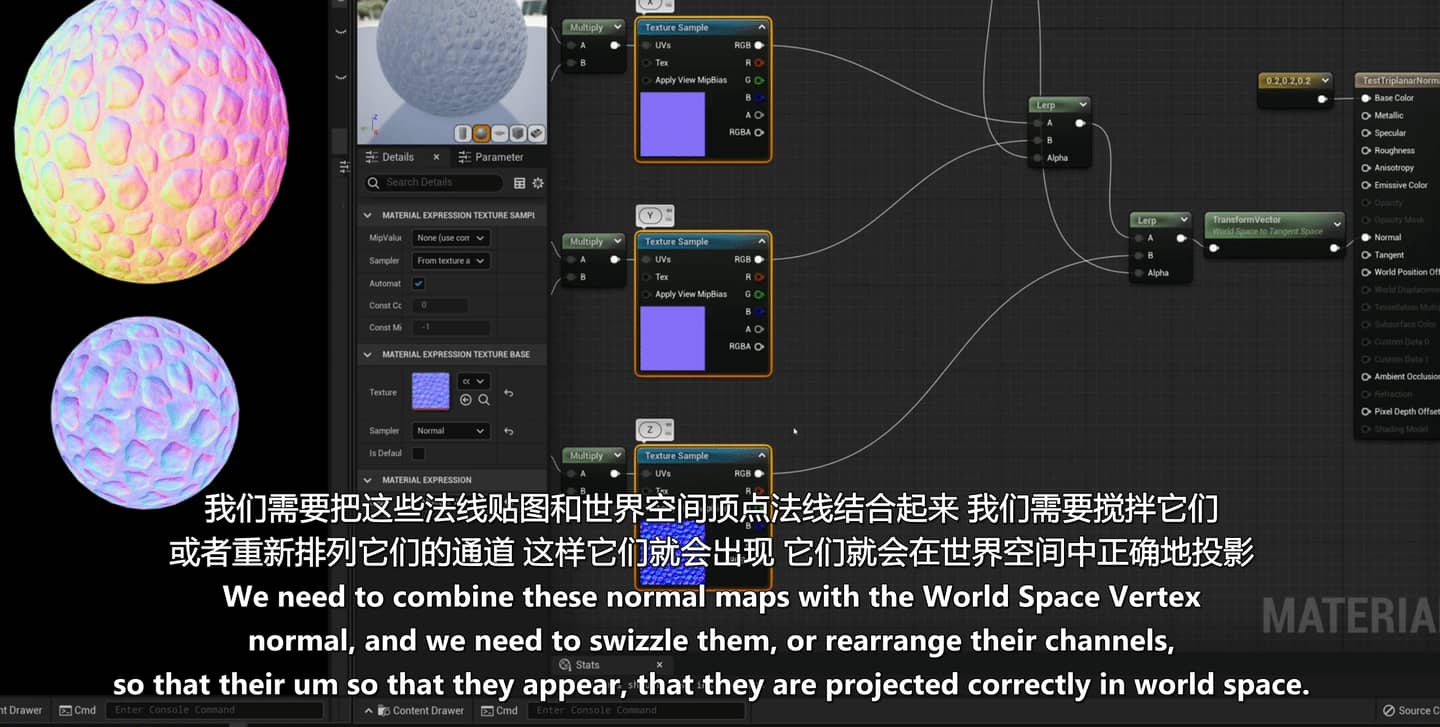 X
Multiply
A
B
Texture Sample
UVs
Tex
Apply View MipBias
RGB
R
G
B
A
RGBA
Details
Parameter
Search Details
MATERIAL EXPRESSION TEXTURE SAMPL
MipValu
None (use con
Sampler
From texture a
Automat
Const Co
0
Const Mi
-1
MATERIAL EXPRESSION TEXTURE BASE
Texture
Sampler
Normal
Is Defaul
MATERIAL EXPRESSION
Y
Multiply
A
B
Texture Sample
UVs
Tex
Apply View MipBias
RGB
R
G
B
A
RGBA
Z
Multiply
A
B
Texture Sample
UVs
Tex
RGB
R
B
Lerp
A
B
Alpha
Lerp
A
B
Alpha
TransformVector
World Space to Tangent Space
0.2,0.2,0.2
TestTriplanarNorma
Base Color
Metallic
Specular
Roughness
Anisotropy
Emissive Color
Opacity
Opacity Mask
Normal
Tangent
World Position Off
World Displaceme
Tessellation Multi
Subsurface Color
Custom Data 0
Custom Data 1
Ambient Occlusion
Refraction
Pixel Depth Offset
Shading Model
我们需要把这些法线贴图和世界空间顶点法线结合起来 我们需要搅拌它们
或者重新排列它们的通道 这样它们就会出现 它们就会在世界空间中正确地投影
We need to combine these normal maps with the World Space Vertex
normal, and we need to swizzle them, or rearrange their channels,
so that their um so that they appear, that they are projected correctly in world space.
MATERIA
Stats
nt Drawer
Cmd
Enter Console Command
Content Drawer
Cmd
Enter Console Command
Source C